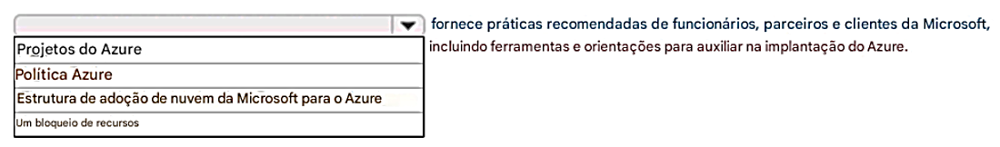 fornece práticas recomendadas de funcionários, parceiros e clientes da Microsoft,
incluindo ferramentas e orientações para auxiliar na implantação do Azure.
Projetos do Azure
Política Azure
Estrutura de adoção de nuvem da Microsoft para o Azure
Um bloqueio de recursos